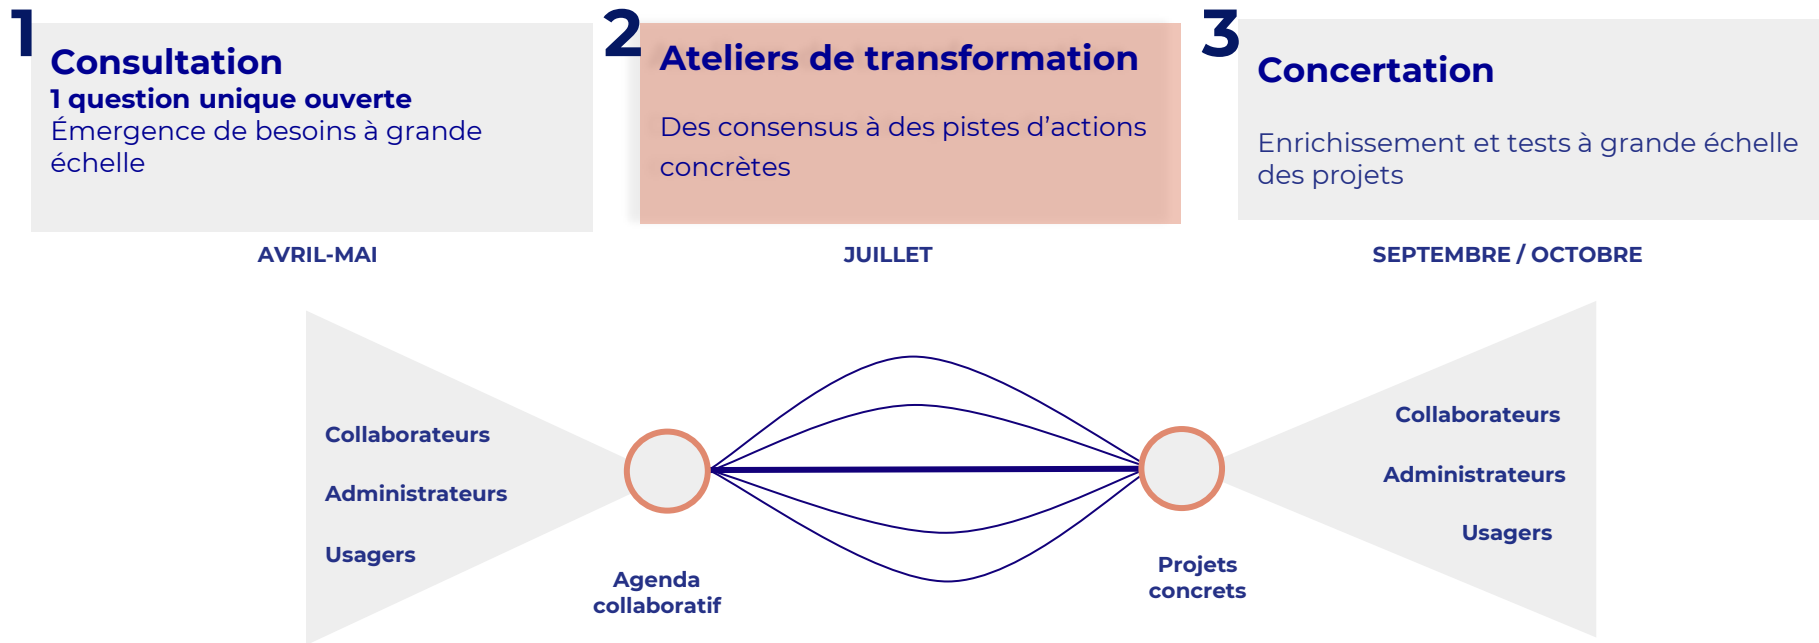 1
Consultation
1 question unique ouverte
Émergence de besoins à grande
échelle
2
Ateliers de transformation
Des consensus à des pistes d’actions
concrètes
3
Concertation
Enrichissement et tests à grande échelle
des projets
AVRIL-MAI
JUILLET
SEPTEMBRE / OCTOBRE
Collaborateurs
Administrateurs
Usagers
Agenda
collaboratif
Projets
concrets
Collaborateurs
Administrateurs
Usagers